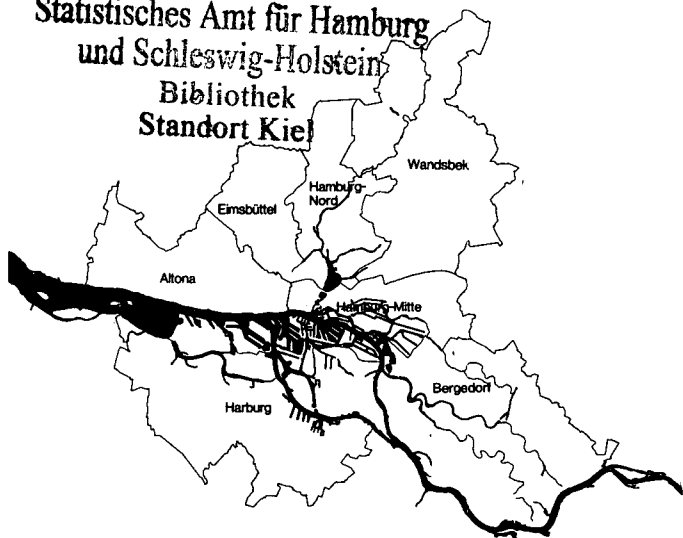 Statistisches Amt für Hamburg
und Schleswig-Holstein
Bibliothek
Standort Kiel
Wandsbek
Hamburg-
Nord
Eimsbüttel
Altona
Hamburg-Mitte
Bergedorf
Harburg